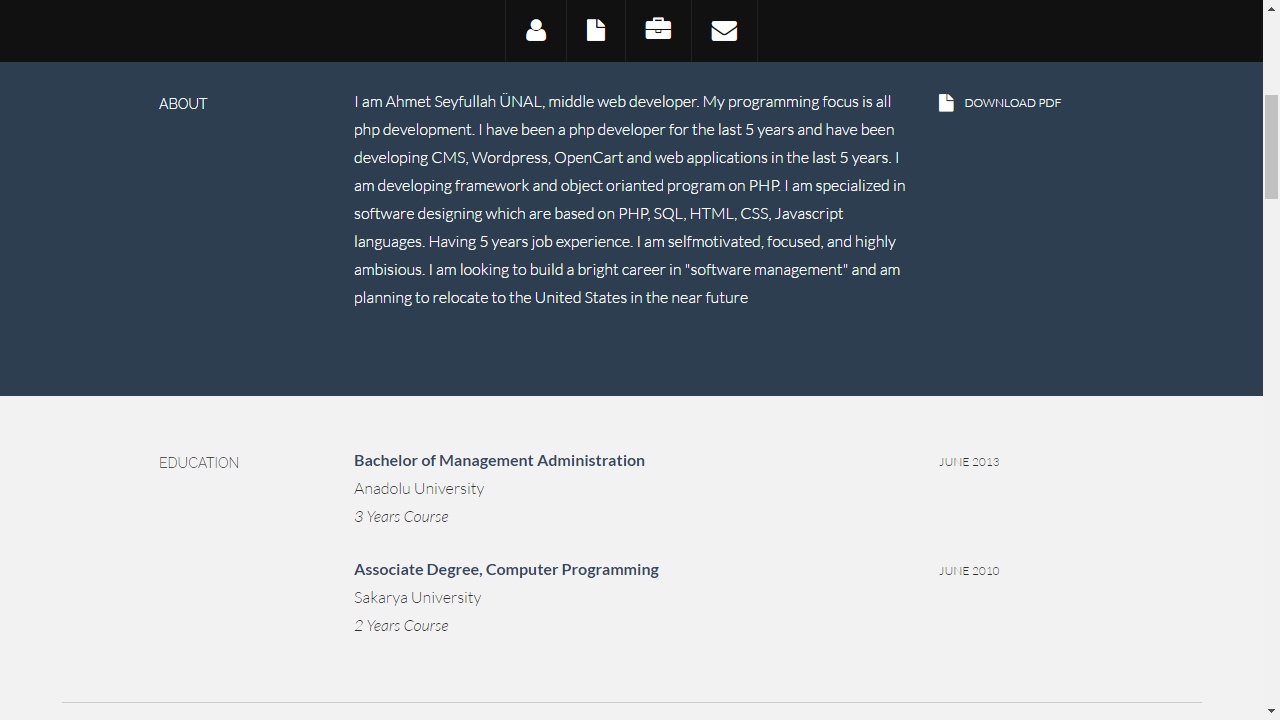 ABOUT
I am Ahmet Seyfullah ÜNAL, middle web developer. My programming focus is all
php development. I have been a php developer for the last 5 years and have been
developing CMS, Wordpress, OpenCart and web applications in the last 5 years. I
am developing framework and object orianted program on PHP. I am specialized in
software designing which are based on PHP, SQL, HTML, CSS, Javascript
languages. Having 5 years job experience. I am selfmotivated, focused, and highly
ambisious. I am looking to build a bright career in "software management" and am
planning to relocate to the United States in the near future
DOWNLOAD PDF
EDUCATION
Bachelor of Management Administration
JUNE 2013
Anadolu University
3 Years Course
Associate Degree, Computer Programming
JUNE 2010
Sakarya University
2 Years Course